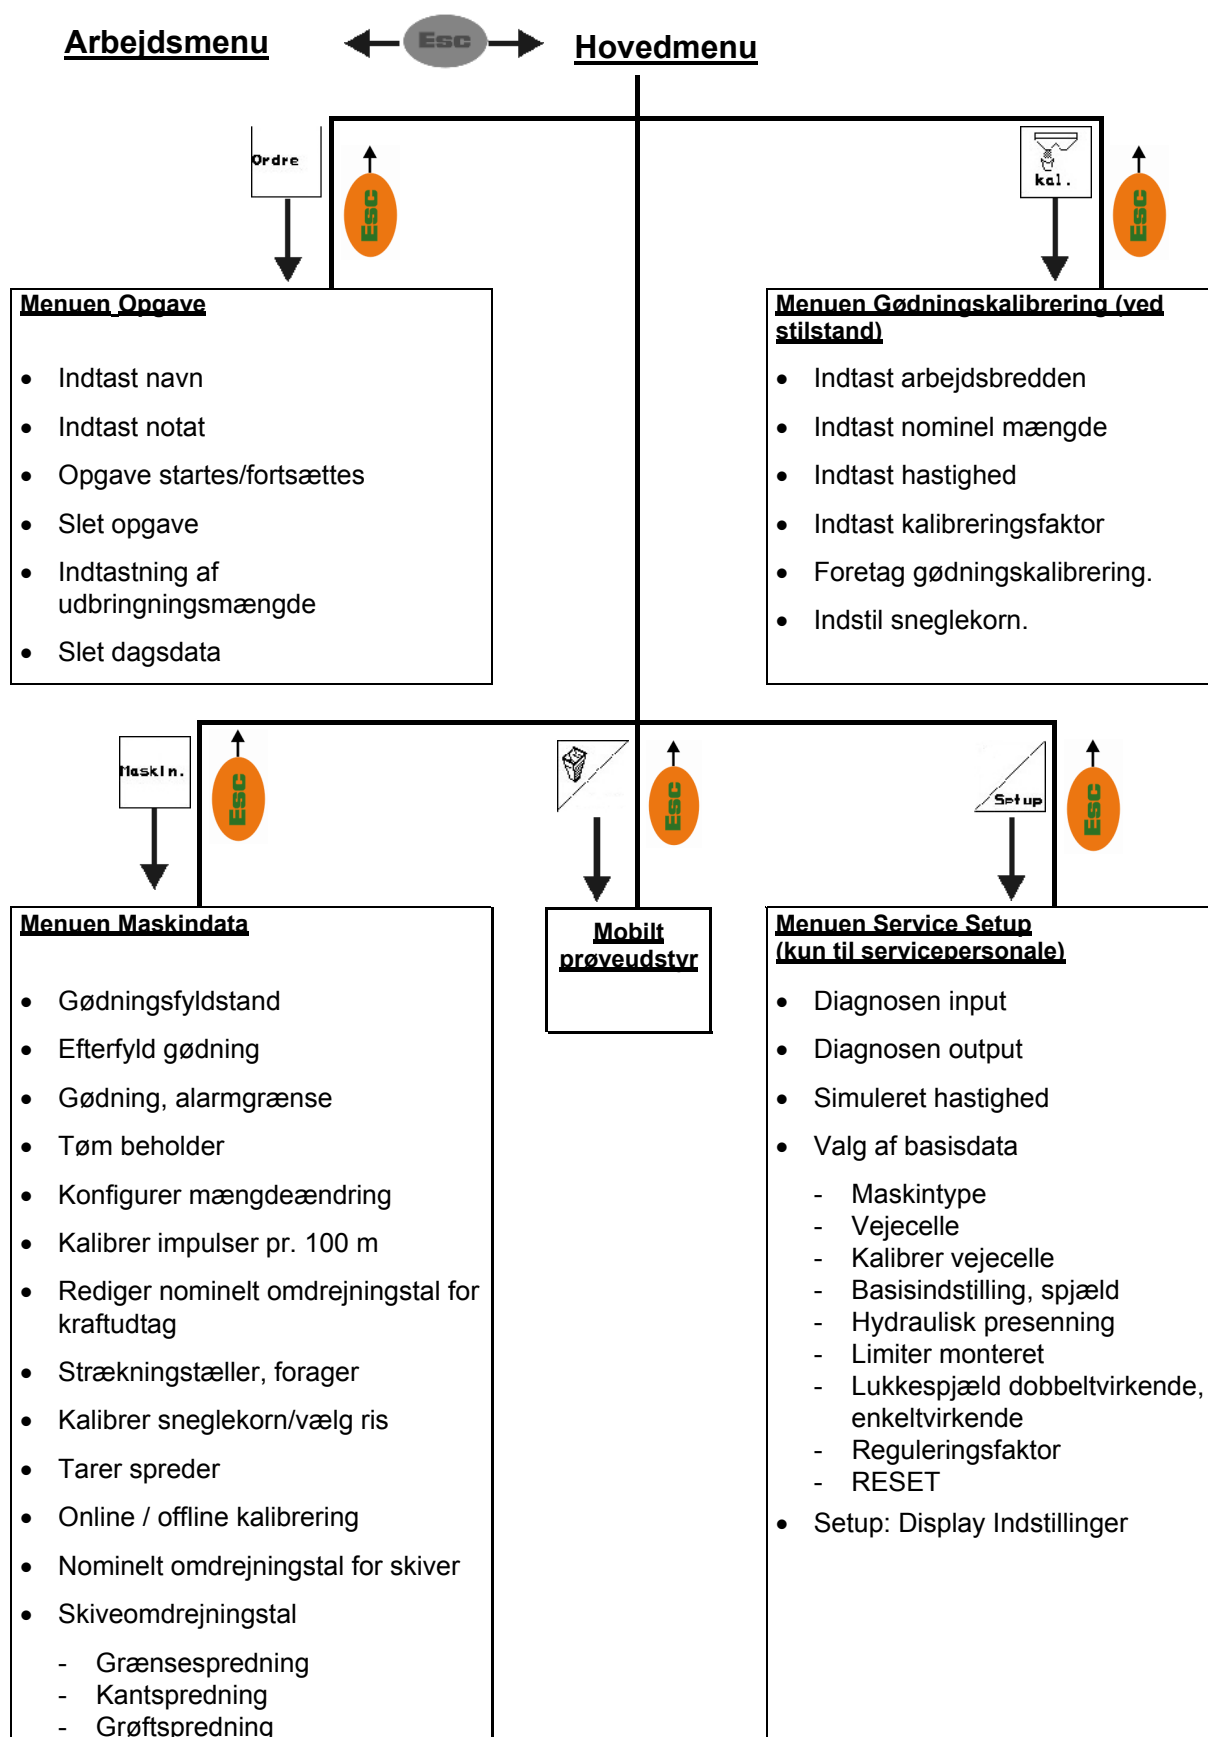 Arbejdsmenu
Esc
Hovedmenu
Ordre
Esc
kal.
Esc
Menuen Opgave
• Indtast navn
• Indtast notat
• Opgave startes/fortsættes
• Slet opgave
• Indtastning af
udbringningsmængde
• Slet dagsdata
Menuen Gødningskalibrering (ved
stilstand)
• Indtast arbejdsbredden
• Indtast nominel mængde
• Indtast hastighed
• Indtast kalibreringsfaktor
• Foretag gødningskalibrering.
• Indstil sneglekorn.
Maskin.
Esc
Esc
Setup
Esc
Menuen Maskindata
• Gødningsfyldstand
• Efterfyld gødning
• Gødning, alarmgrænse
• Tøm beholder
• Konfigurer mængdeændring
• Kalibrer impulser pr. 100 m
• Rediger nominelt omdrejningstal for
kraftudtag
• Strækningstæller, forager
• Kalibrer sneglekorn/vælg ris
• Tarer spreder
• Online / offline kalibrering
• Nominelt omdrejningstal for skiver
• Skiveomdrejningstal
- Grænsespredning
- Kantspredning
- Grøftspredning
Mobilt
prøveudstyr
Menuen Service Setup
(kun til servicepersonale)
• Diagnosen input
• Diagnosen output
• Simuleret hastighed
• Valg af basisdata
- Maskintype
- Vejecelle
- Kalibrer vejecelle
- Basisindstilling, spjæld
- Hydraulisk presenning
- Limiter monteret
- Lukkespjæld dobbeltvirkende,
enkeltvirkende
- Reguleringsfaktor
- RESET
• Setup: Display Indstillinger